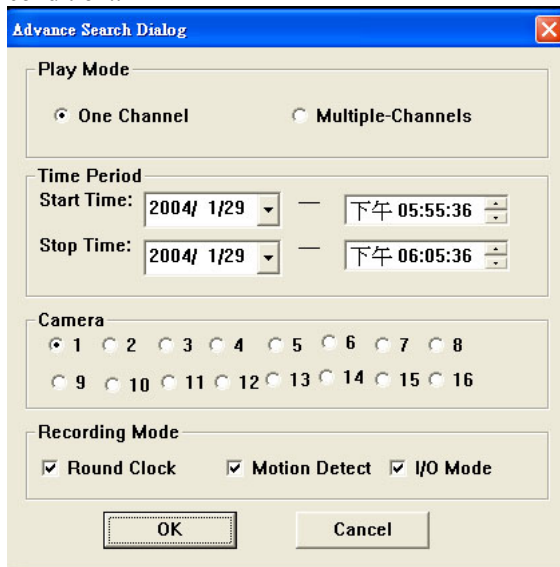 Advance Search Dialog
Play Mode
One Channel Multiple-Channels
Time Period
Start Time: 2004/ 1/29 — 下午 05:55:36
Stop Time: 2004/ 1/29 — 下午 06:05:36
Camera
1 2 3 4 5 6 7 8
9 10 11 12 13 14 15 16
Recording Mode
Round Clock Motion Detect I/O Mode
OK Cancel